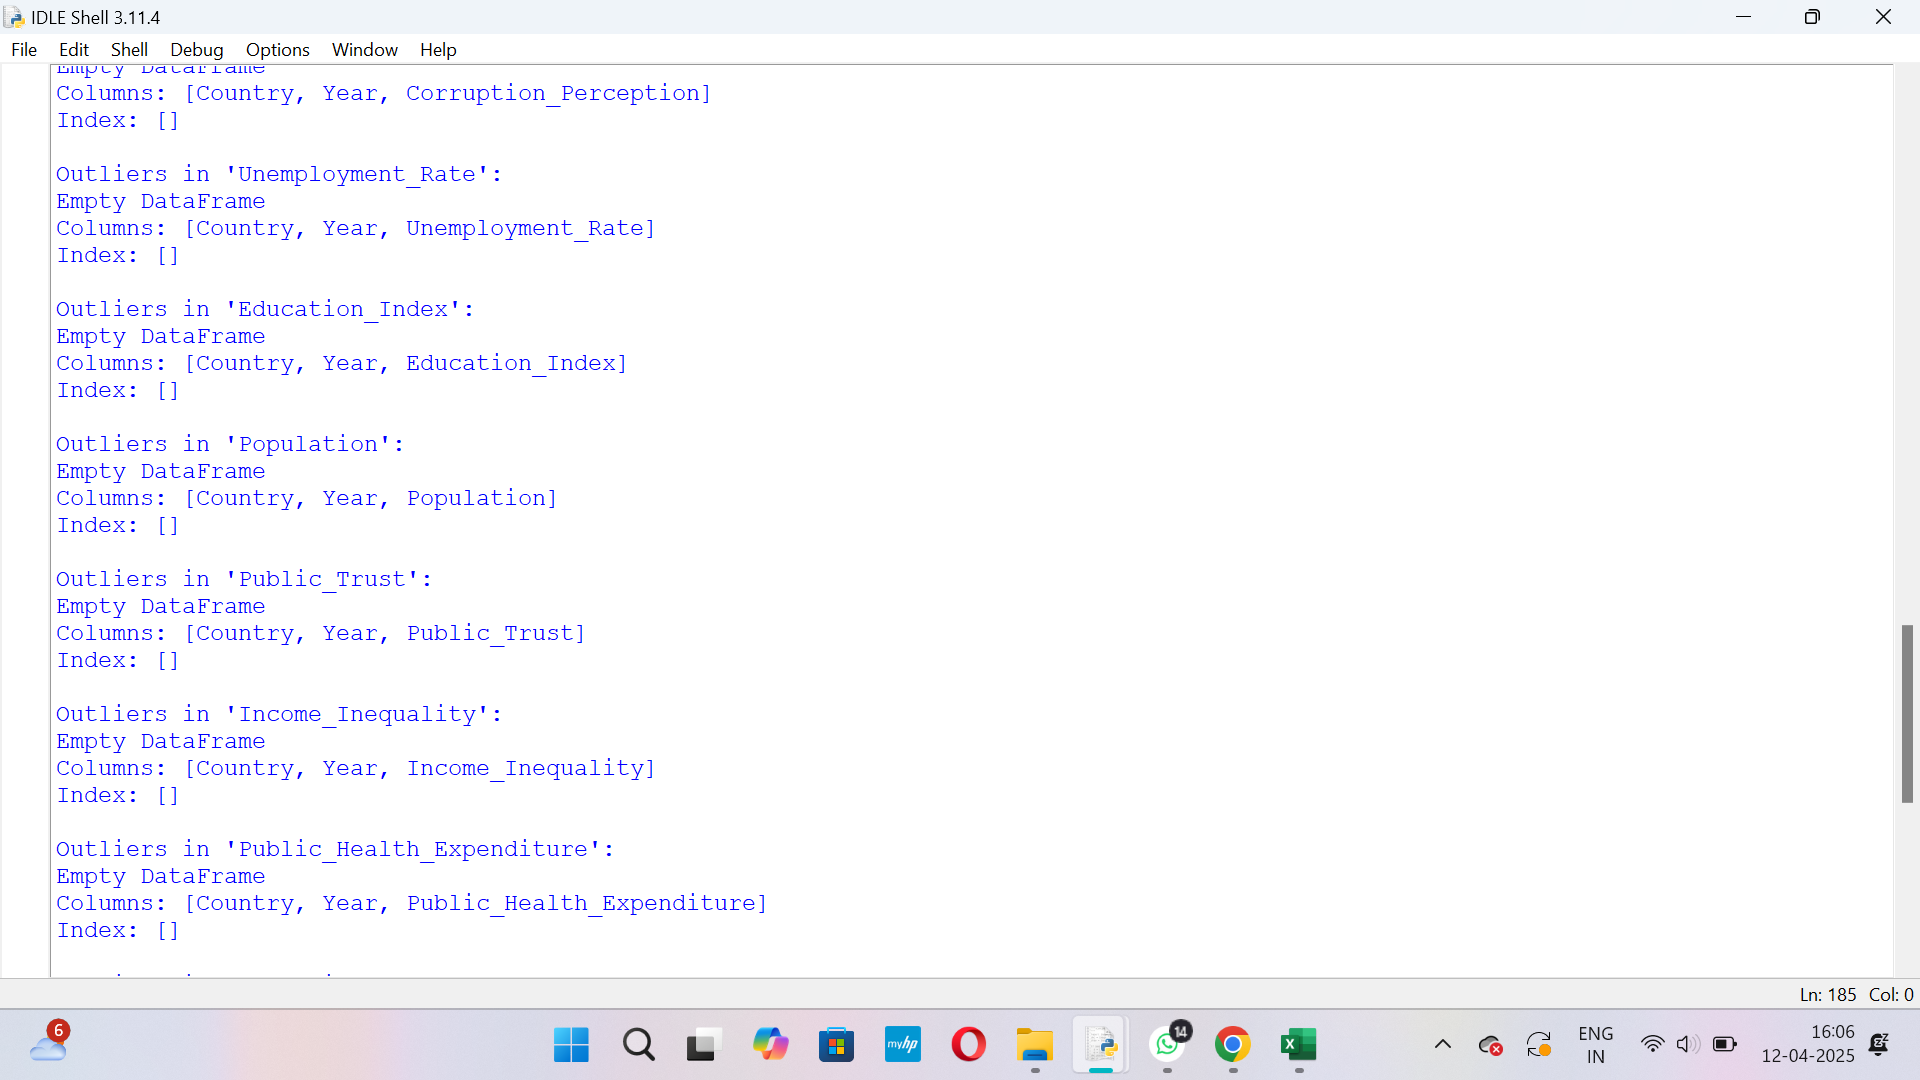 IDLE Shell 3.11.4
File Edit Shell Debug Options Window Help
Empty DataFrame
Columns: [Country, Year, Corruption_Perception]
Index: []
Outliers in 'Unemployment_Rate':
Empty DataFrame
Columns: [Country, Year, Unemployment_Rate]
Index: []
Outliers in 'Education_Index':
Empty DataFrame
Columns: [Country, Year, Education_Index]
Index: []
Outliers in 'Population':
Empty DataFrame
Columns: [Country, Year, Population]
Index: []
Outliers in 'Public_Trust':
Empty DataFrame
Columns: [Country, Year, Public_Trust]
Index: []
Outliers in 'Income_Inequality':
Empty DataFrame
Columns: [Country, Year, Income_Inequality]
Index: []
Outliers in 'Public_Health_Expenditure':
Empty DataFrame
Columns: [Country, Year, Public_Health_Expenditure]
Index: []
Ln: 185 Col: 0
6
myhp
14
X
ENG
IN
16:06
12-04-2025